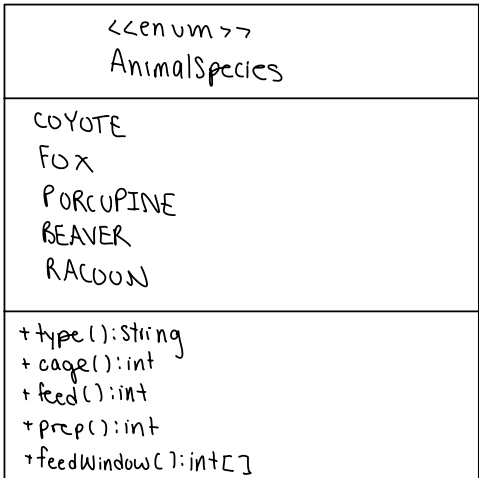 <<enum>>
AnimalSpecies
COYOTE
FOX
PORCUPINE
BEAVER
RACOON
+type():String
+cage():int
+feed():int
+prep():int
+feedWindow():int[]